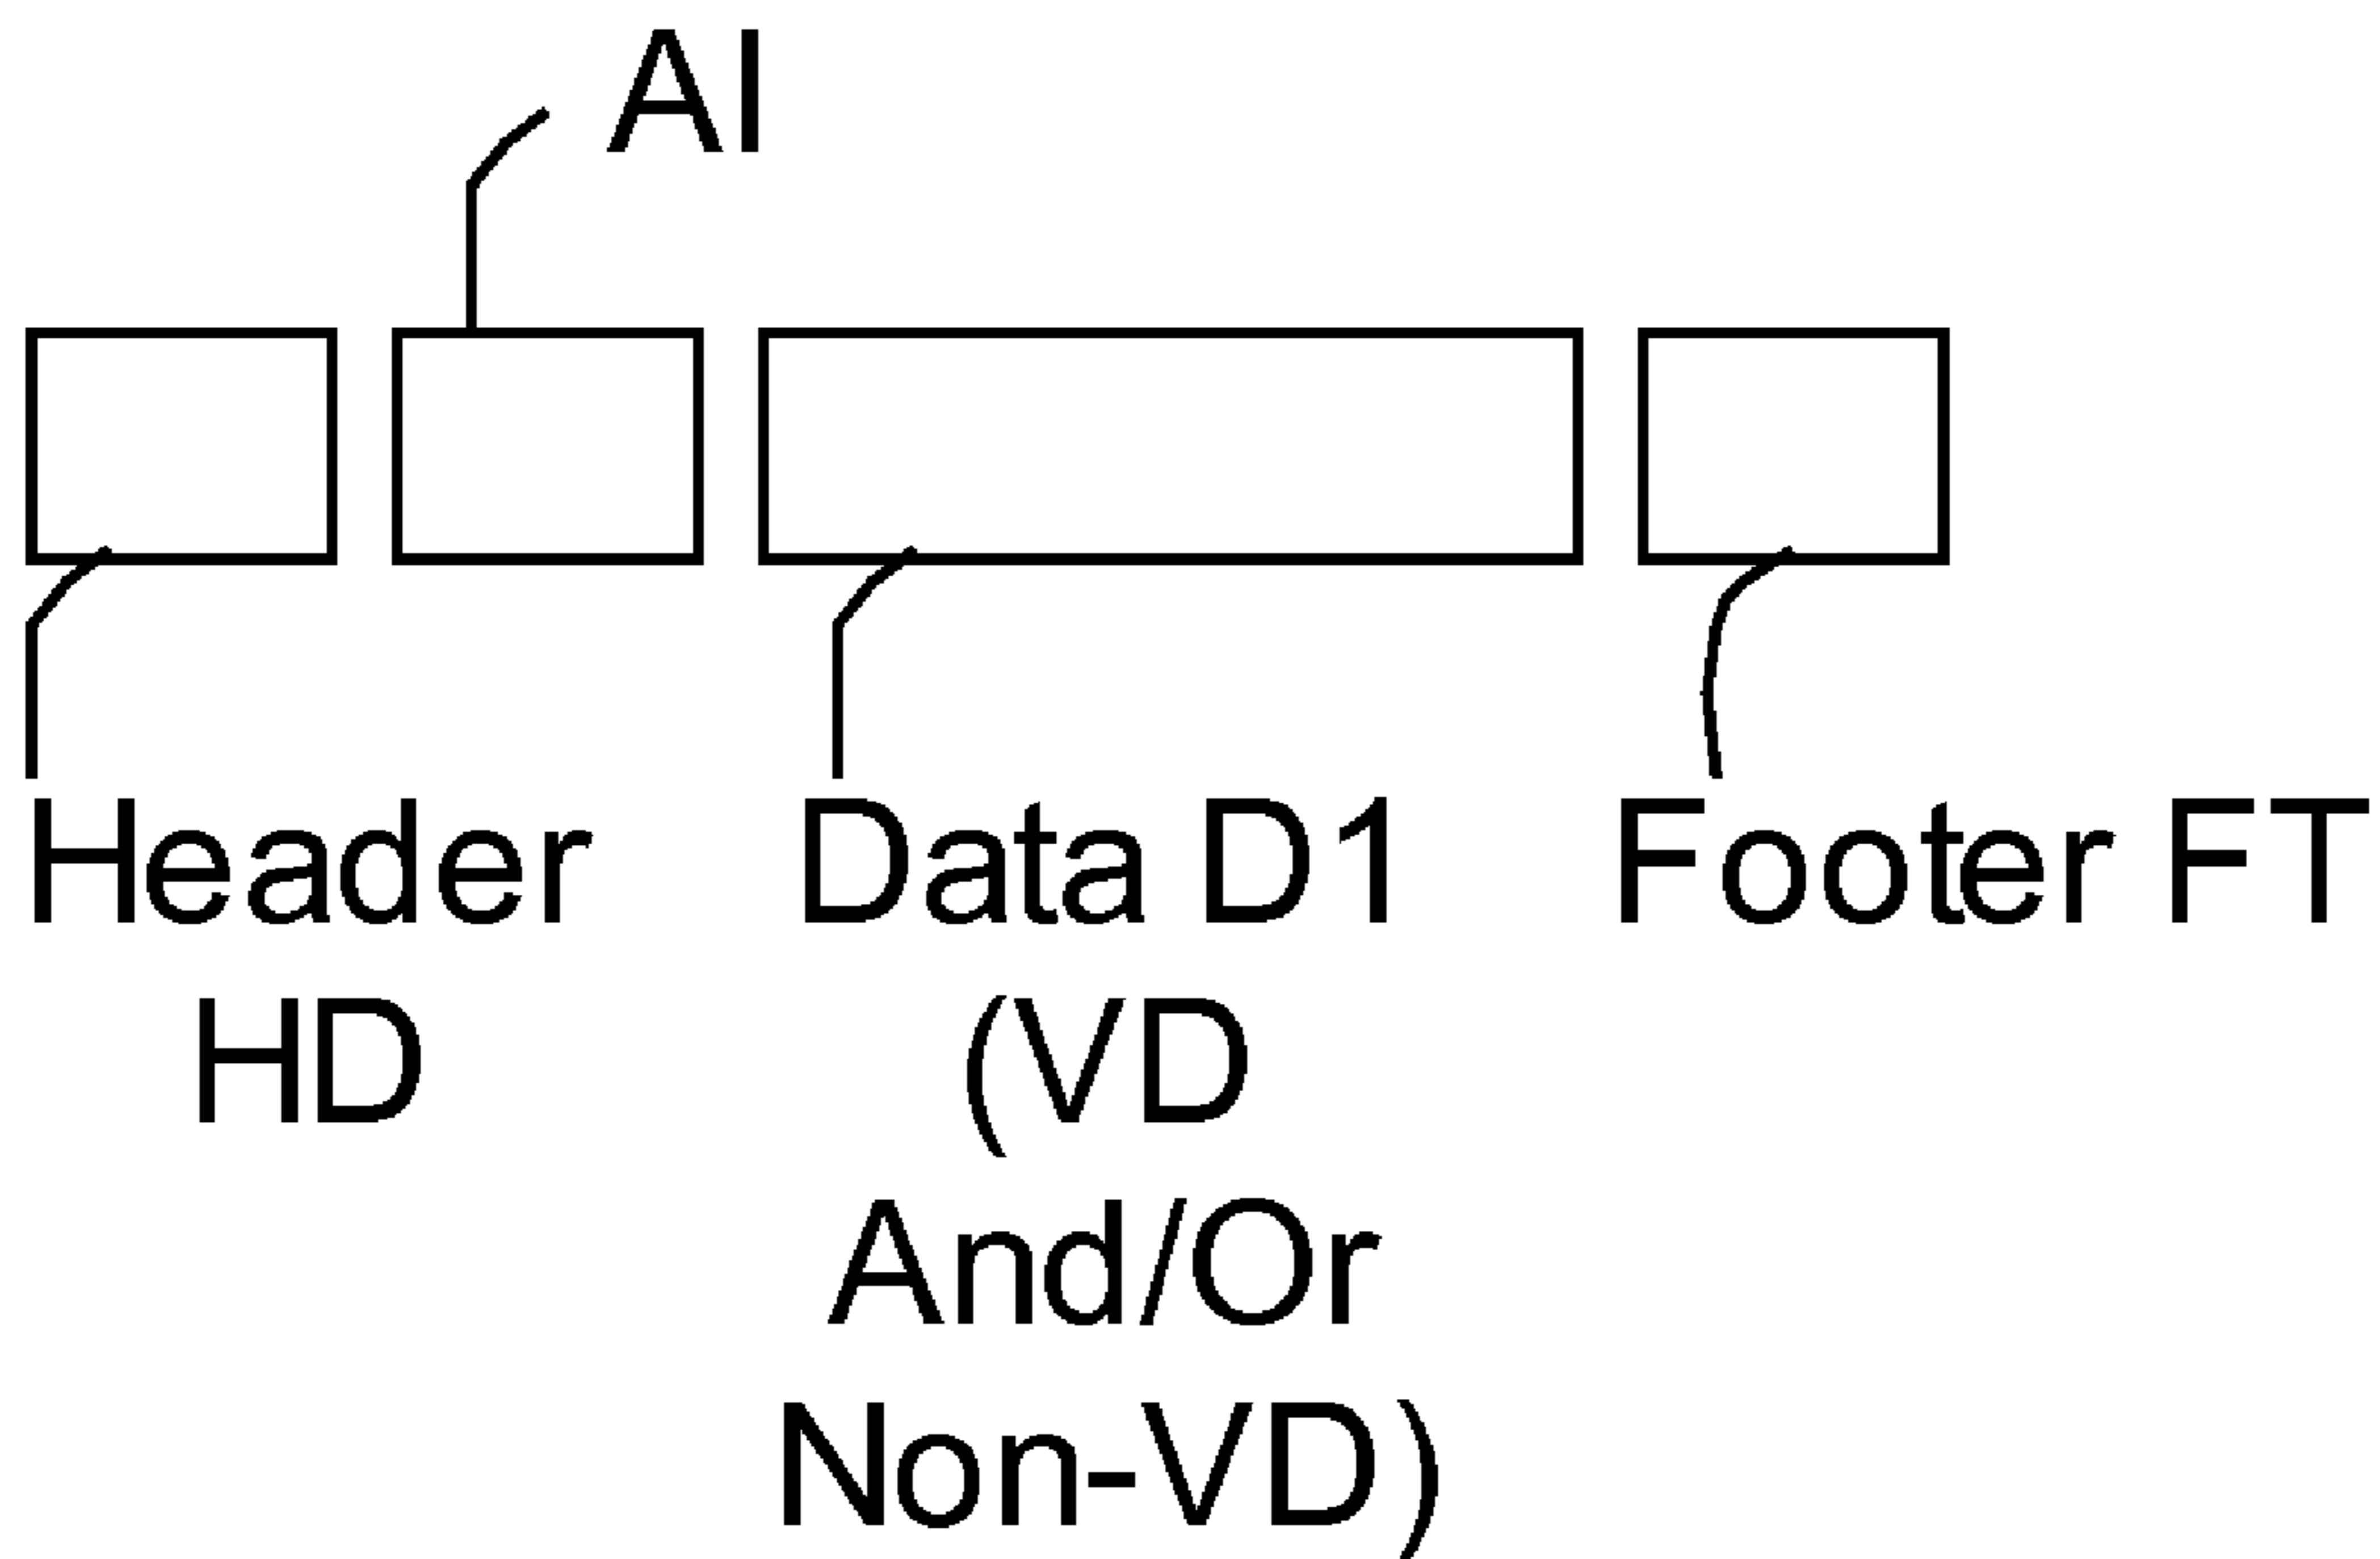 AI
Header
HD
Data D1
(VD
And/Or
Non-VD)
Footer FT